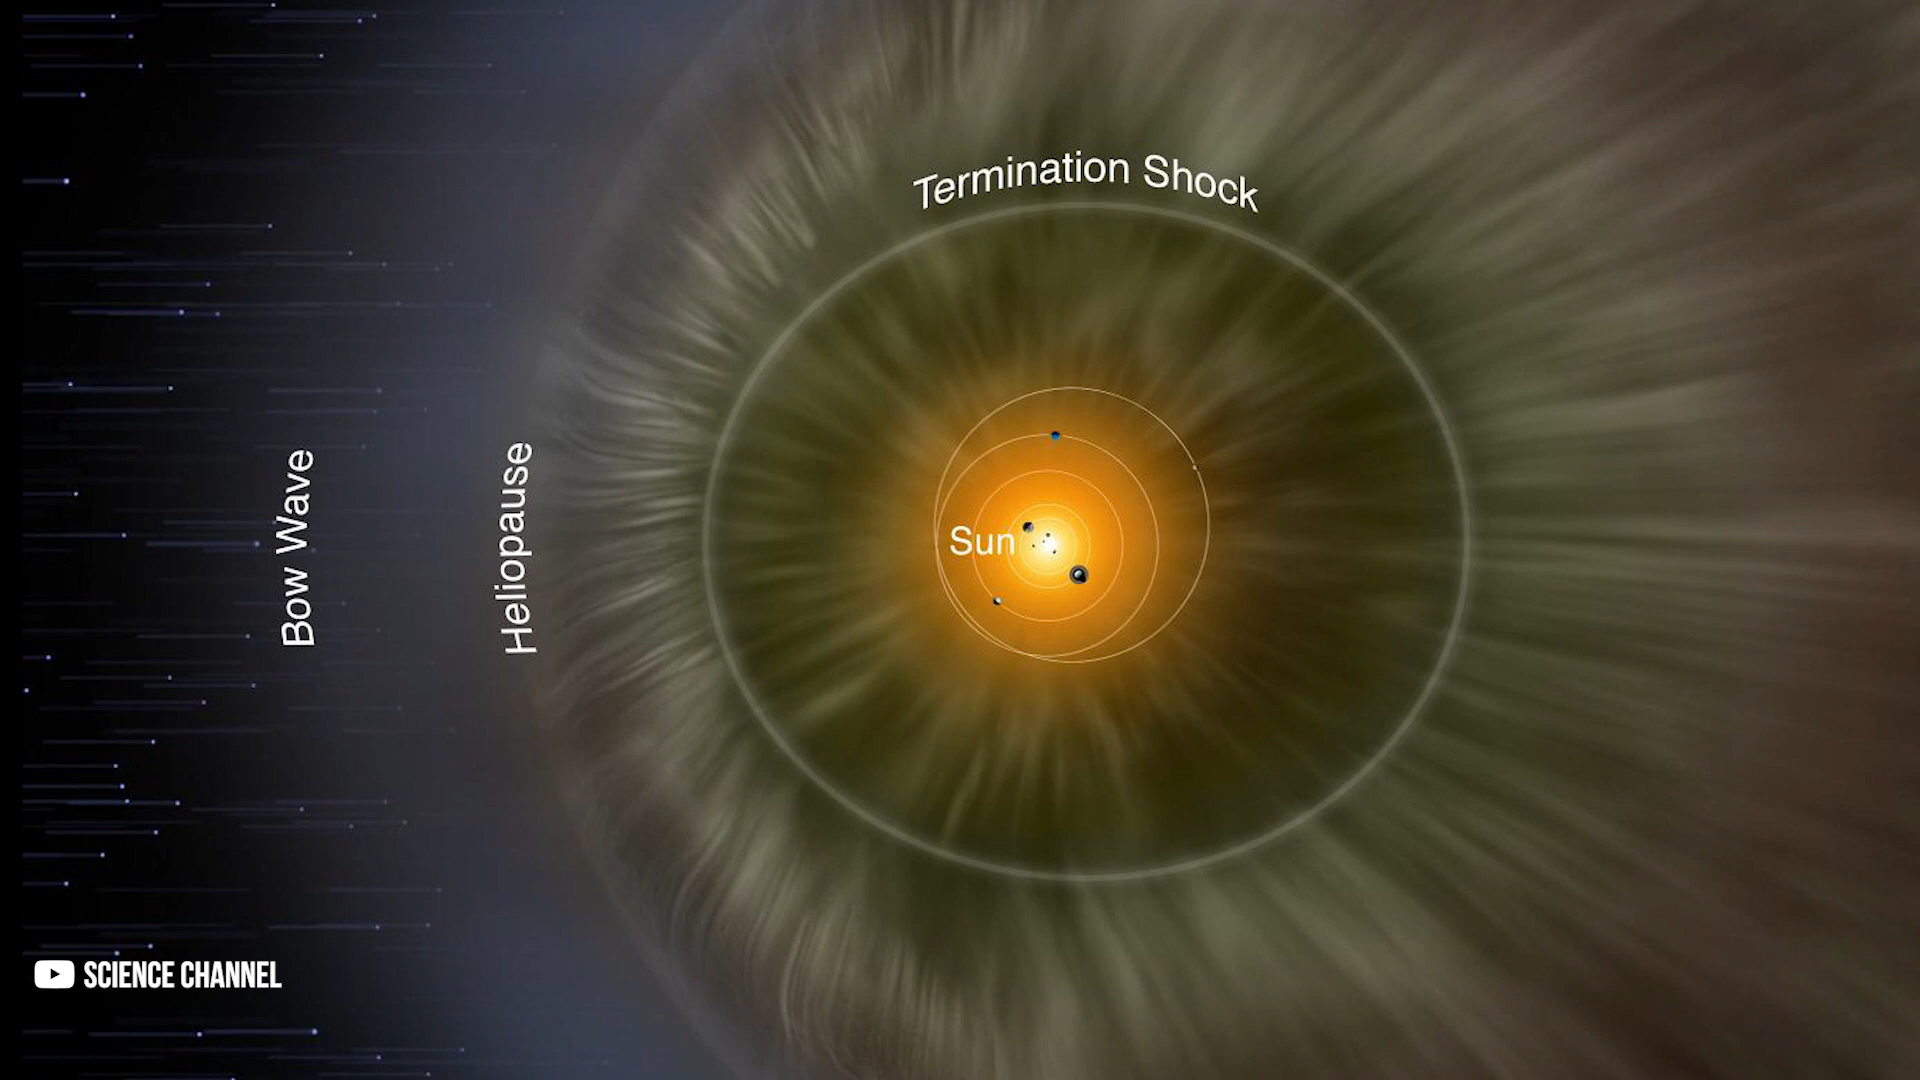 Termination Shock
Bow Wave
Heliopause
Sun
SCIENCE CHANNEL